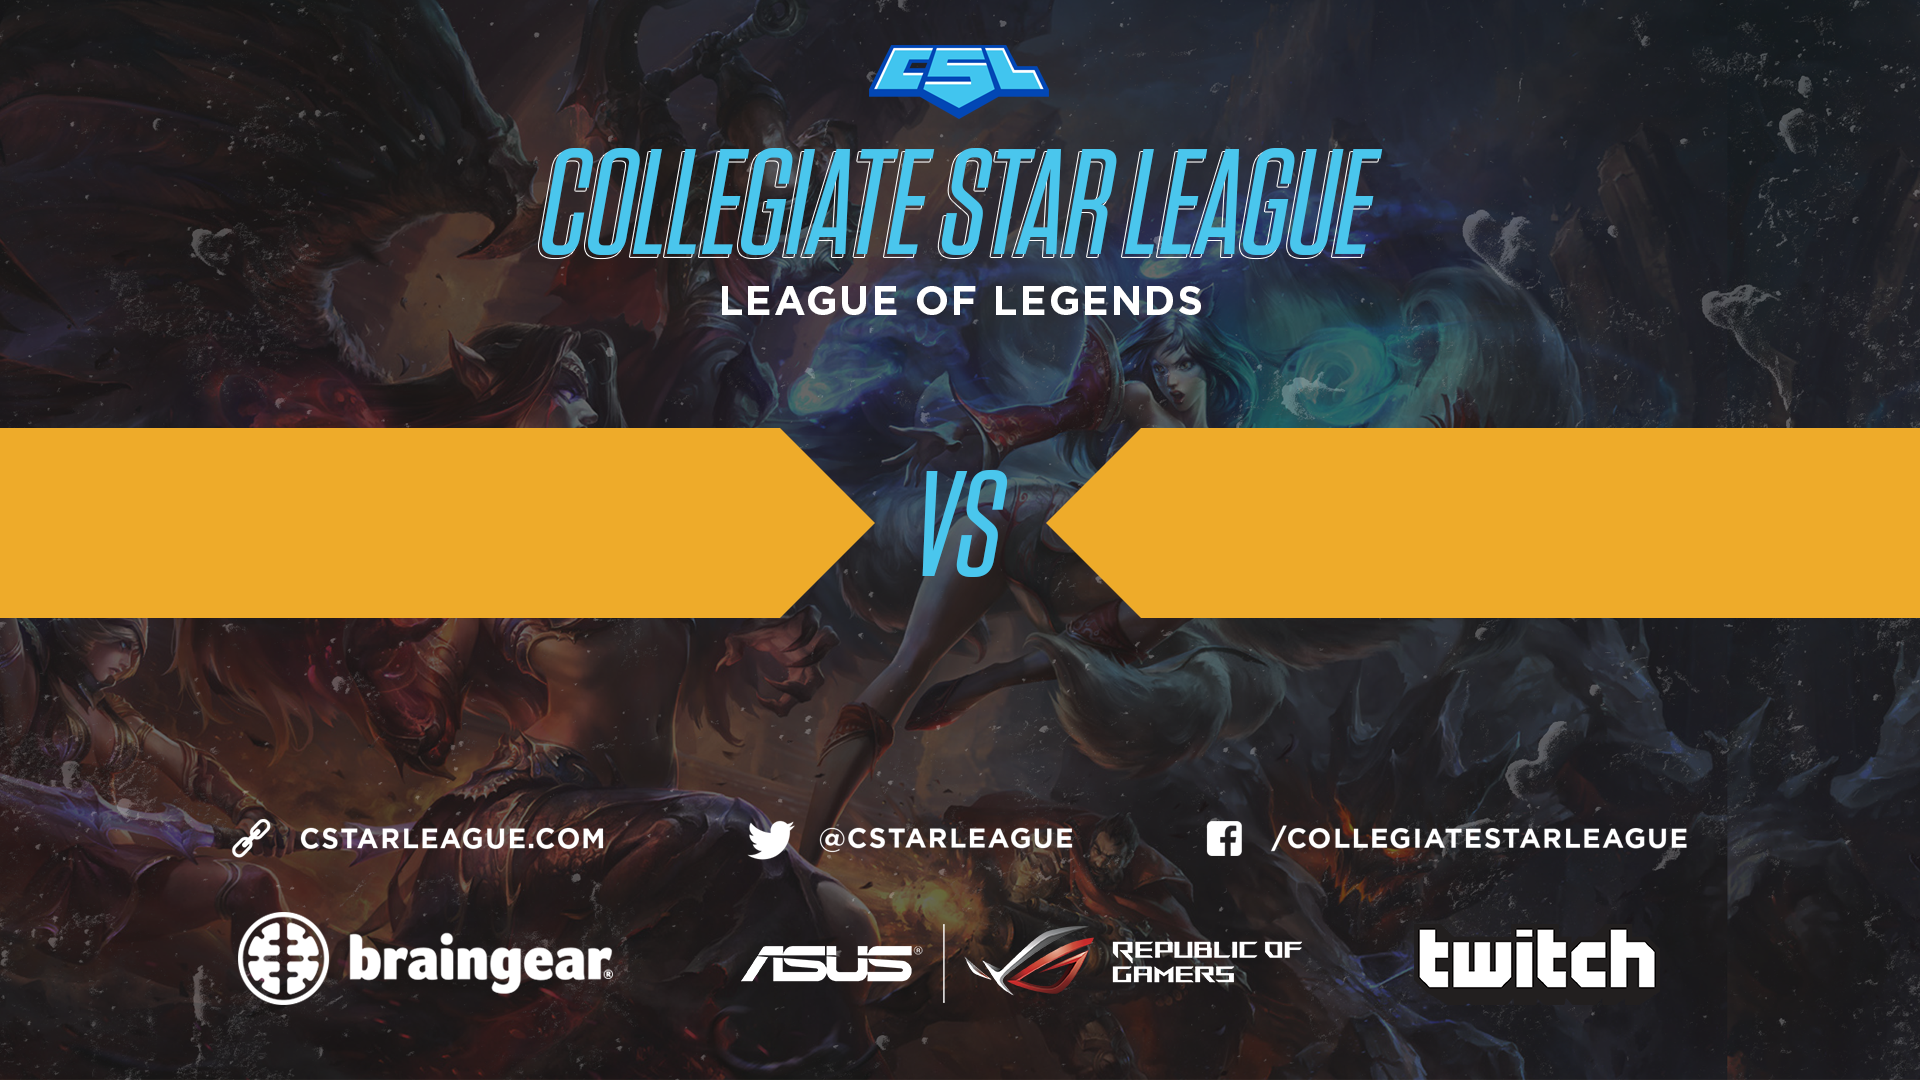 CSL
COLLEGIATE STAR LEAGUE
LEAGUE OF LEGENDS
VS
CSTARLEAGUE.COM
@CSTARLEAGUE
/COLLEGIATESTARLEAGUE
braingear®
ASUS®
REPUBLIC OF
GAMERS
twitch